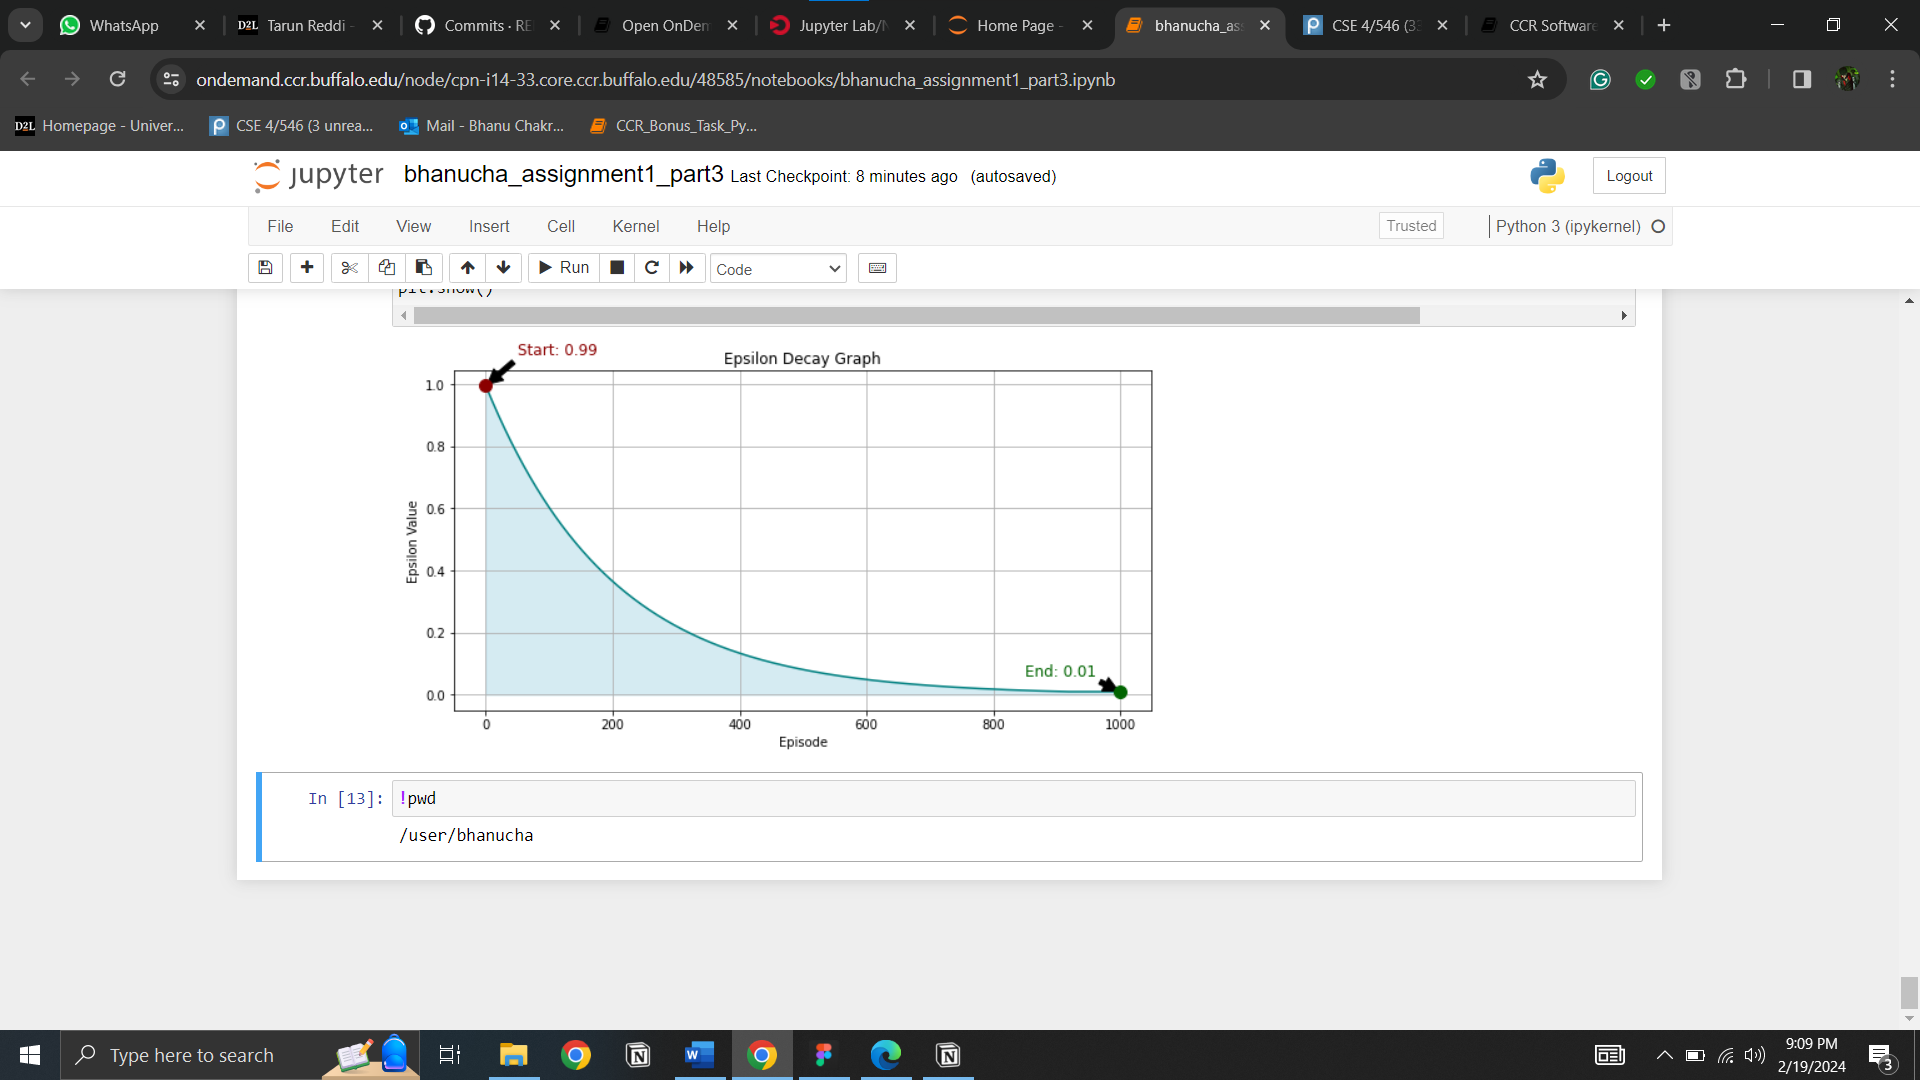 WhatsApp
D2L Tarun Reddi -
Commits · RE
Open OnDem
Jupyter Lab/N
Home Page -
bhanucha_as
CSE 4/546 (33
CCR Software
ondemand.ccr.buffalo.edu/node/cpn-i14-33.core.ccr.buffalo.edu/48585/notebooks/bhanucha_assignment1_part3.ipynb
D2L Homepage - Univer...
CSE 4/546 (3 unrea...
Mail - Bhanu Chakr...
CCR_Bonus_Task_Py...
jupyter bhanucha_assignment1_part3 Last Checkpoint: 8 minutes ago (autosaved)
Logout
File Edit View Insert Cell Kernel Help
Trusted
Python 3 (ipykernel)
Run
Code
plt.show()
Start: 0.99
Epsilon Decay Graph
1.0
0.8
0.6
0.4
0.2
0.0
Epsilon Value
End: 0.01
0 200 400 600 800 1000
Episode
In [13]: !pwd
/user/bhanucha
Type here to search
9:09 PM
2/19/2024
3